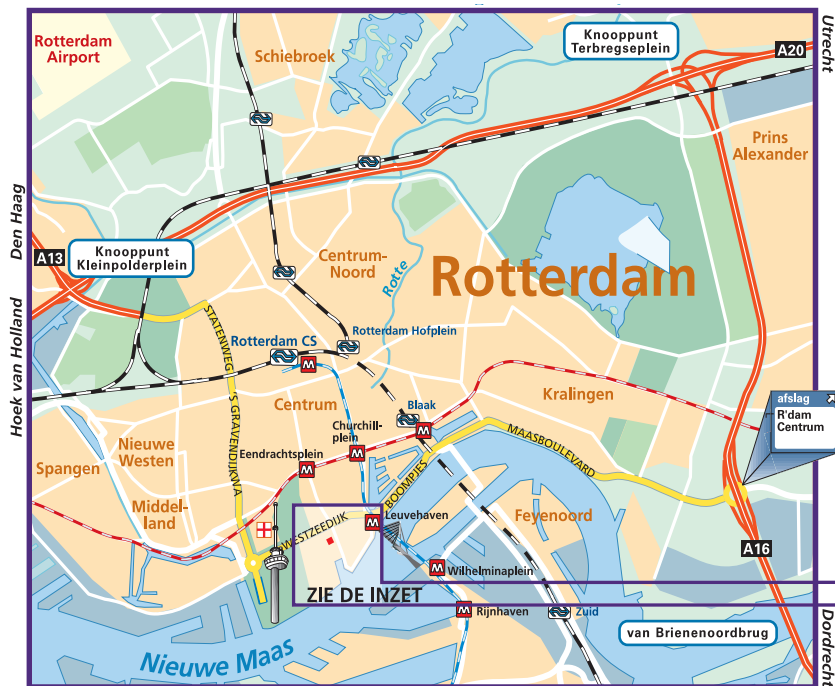 Rotterdam
Airport
Schiebroek
Knooppunt
Terbregseplein
A20
Utrecht
Prins
Alexander
Den Haag
A13
Knooppunt
Kleinpolderplein
Centrum-
Noord
Rotte
Rotterdam
Hoek van Holland
STATENWEG
'S GRAVENDIJKWA
Rotterdam CS
M
Rotterdam Hofplein
Kralingen
afslag
R'dam
Centrum
Centrum
Blaak
M
Churchill-
plein
M
Nieuwe
Westen
Eendrachtsplein
M
MAASBOULEVARD
Spangen
Middel-
land
BOOMPJES
Leuvehaven
M
WESTZEEDIJK
Feyenoord
A16
Wilhelminaplein
M
ZIE DE INZET
Rijnhaven
M
Zuid
van Brienenoordbrug
Dordrecht
Nieuwe Maas